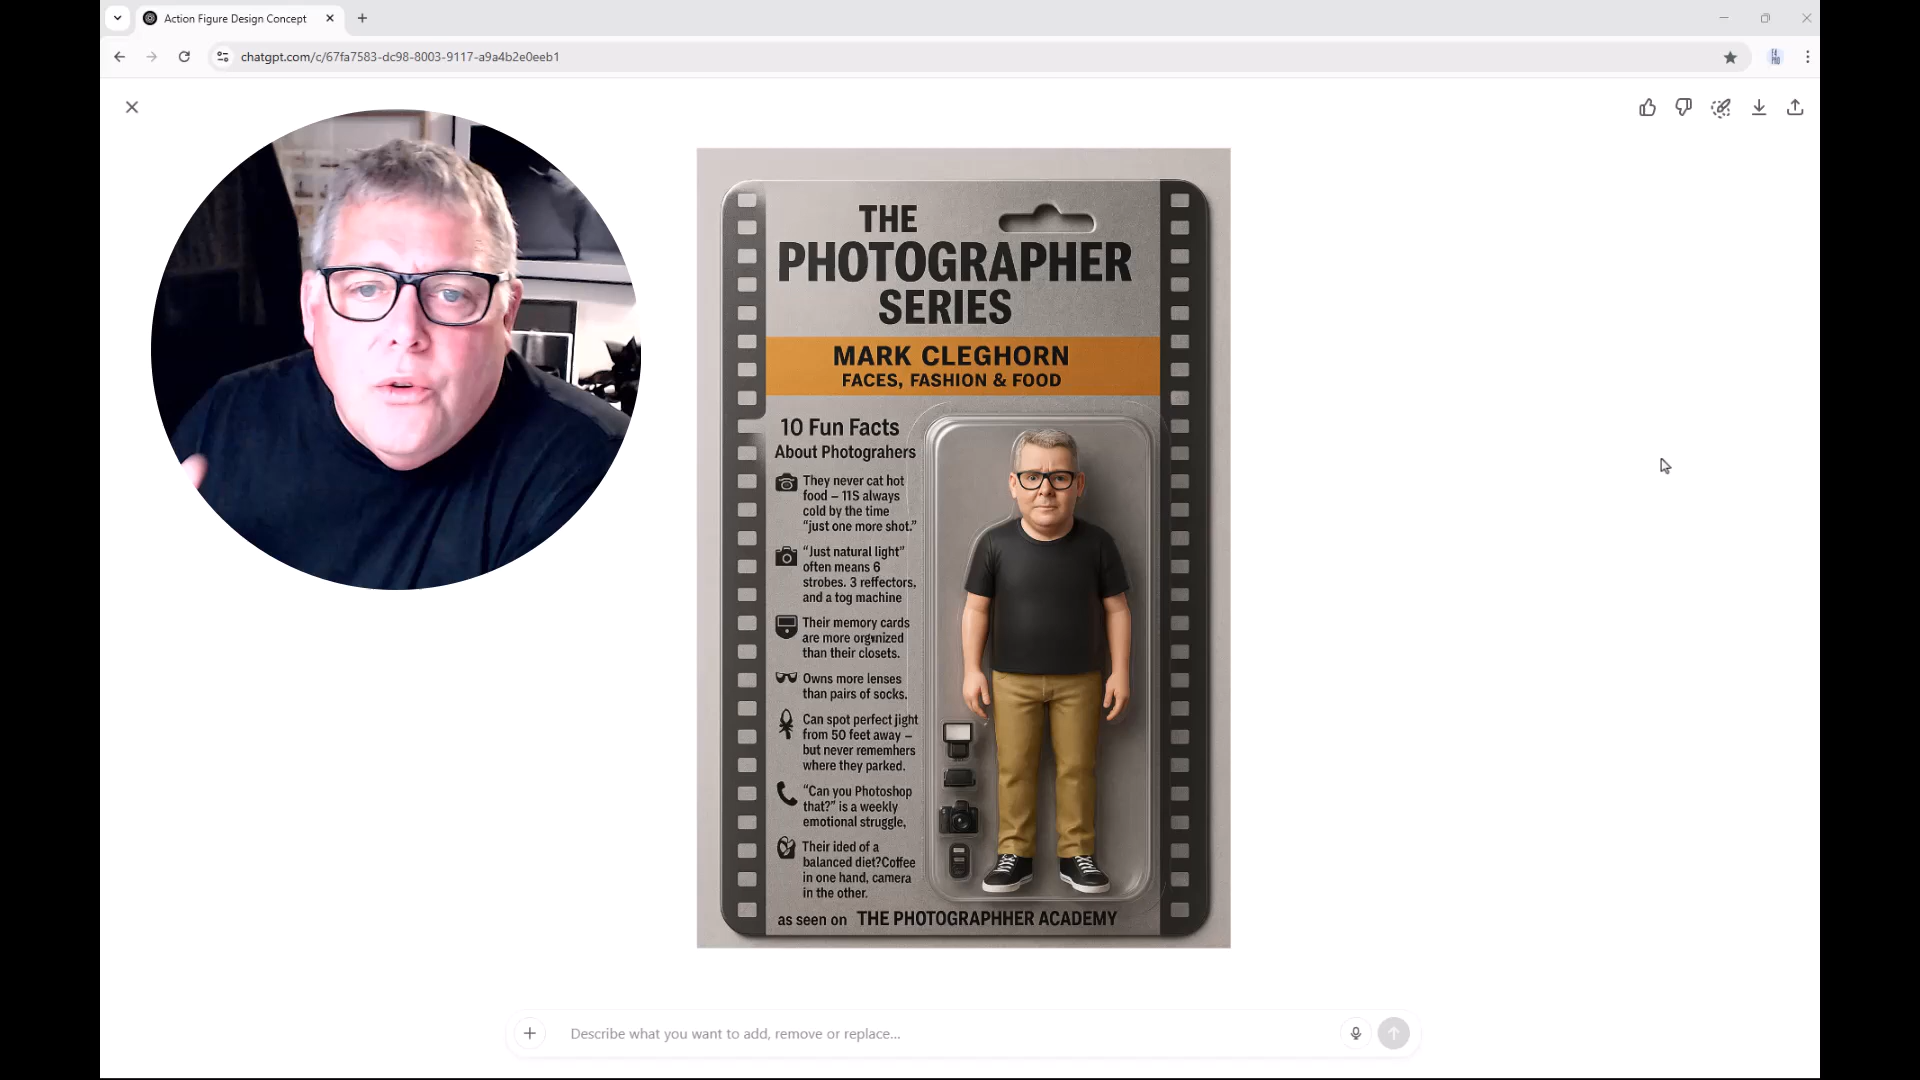 Action Figure Design Concept
chatgpt.com/c/67fa7583-dc98-8003-9117-a9a4b2e0eeb1
THE
PHOTOGRAPHER
SERIES
MARK CLEGHORN
FACES, FASHION & FOOD
10 Fun Facts
About Photograhers
They never cat hot
food – 11S always
cold by the time
“just one more shot.”
“Just natural light”
often means 6
strobes. 3 reffectors,
and a tog machine
Their memory cards
are more orgnized
than their closets.
Owns more lenses
than pairs of socks.
Can spot perfect jight
from 50 feet away –
but never rememhers
where they parked.
“Can you Photoshop
that?” is a weekly
emotional struggle,
Their ided of a
balanced diet?Coffee
in one hand, camera
in the other.
as seen on THE PHOTOGRAPHHER ACADEMY
Describe what you want to add, remove or replace...